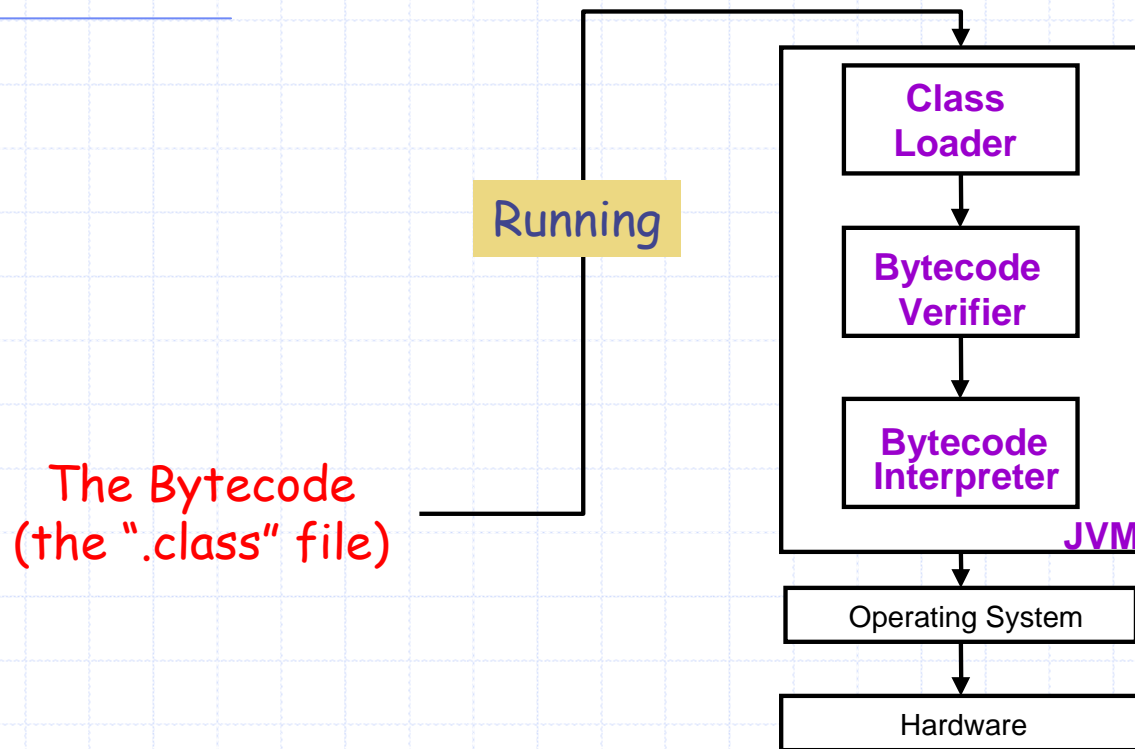 Class
Loader
Running
Bytecode
Verifier
Bytecode
Interpreter
The Bytecode
(the “.class” file)
JVM
Operating System
Hardware